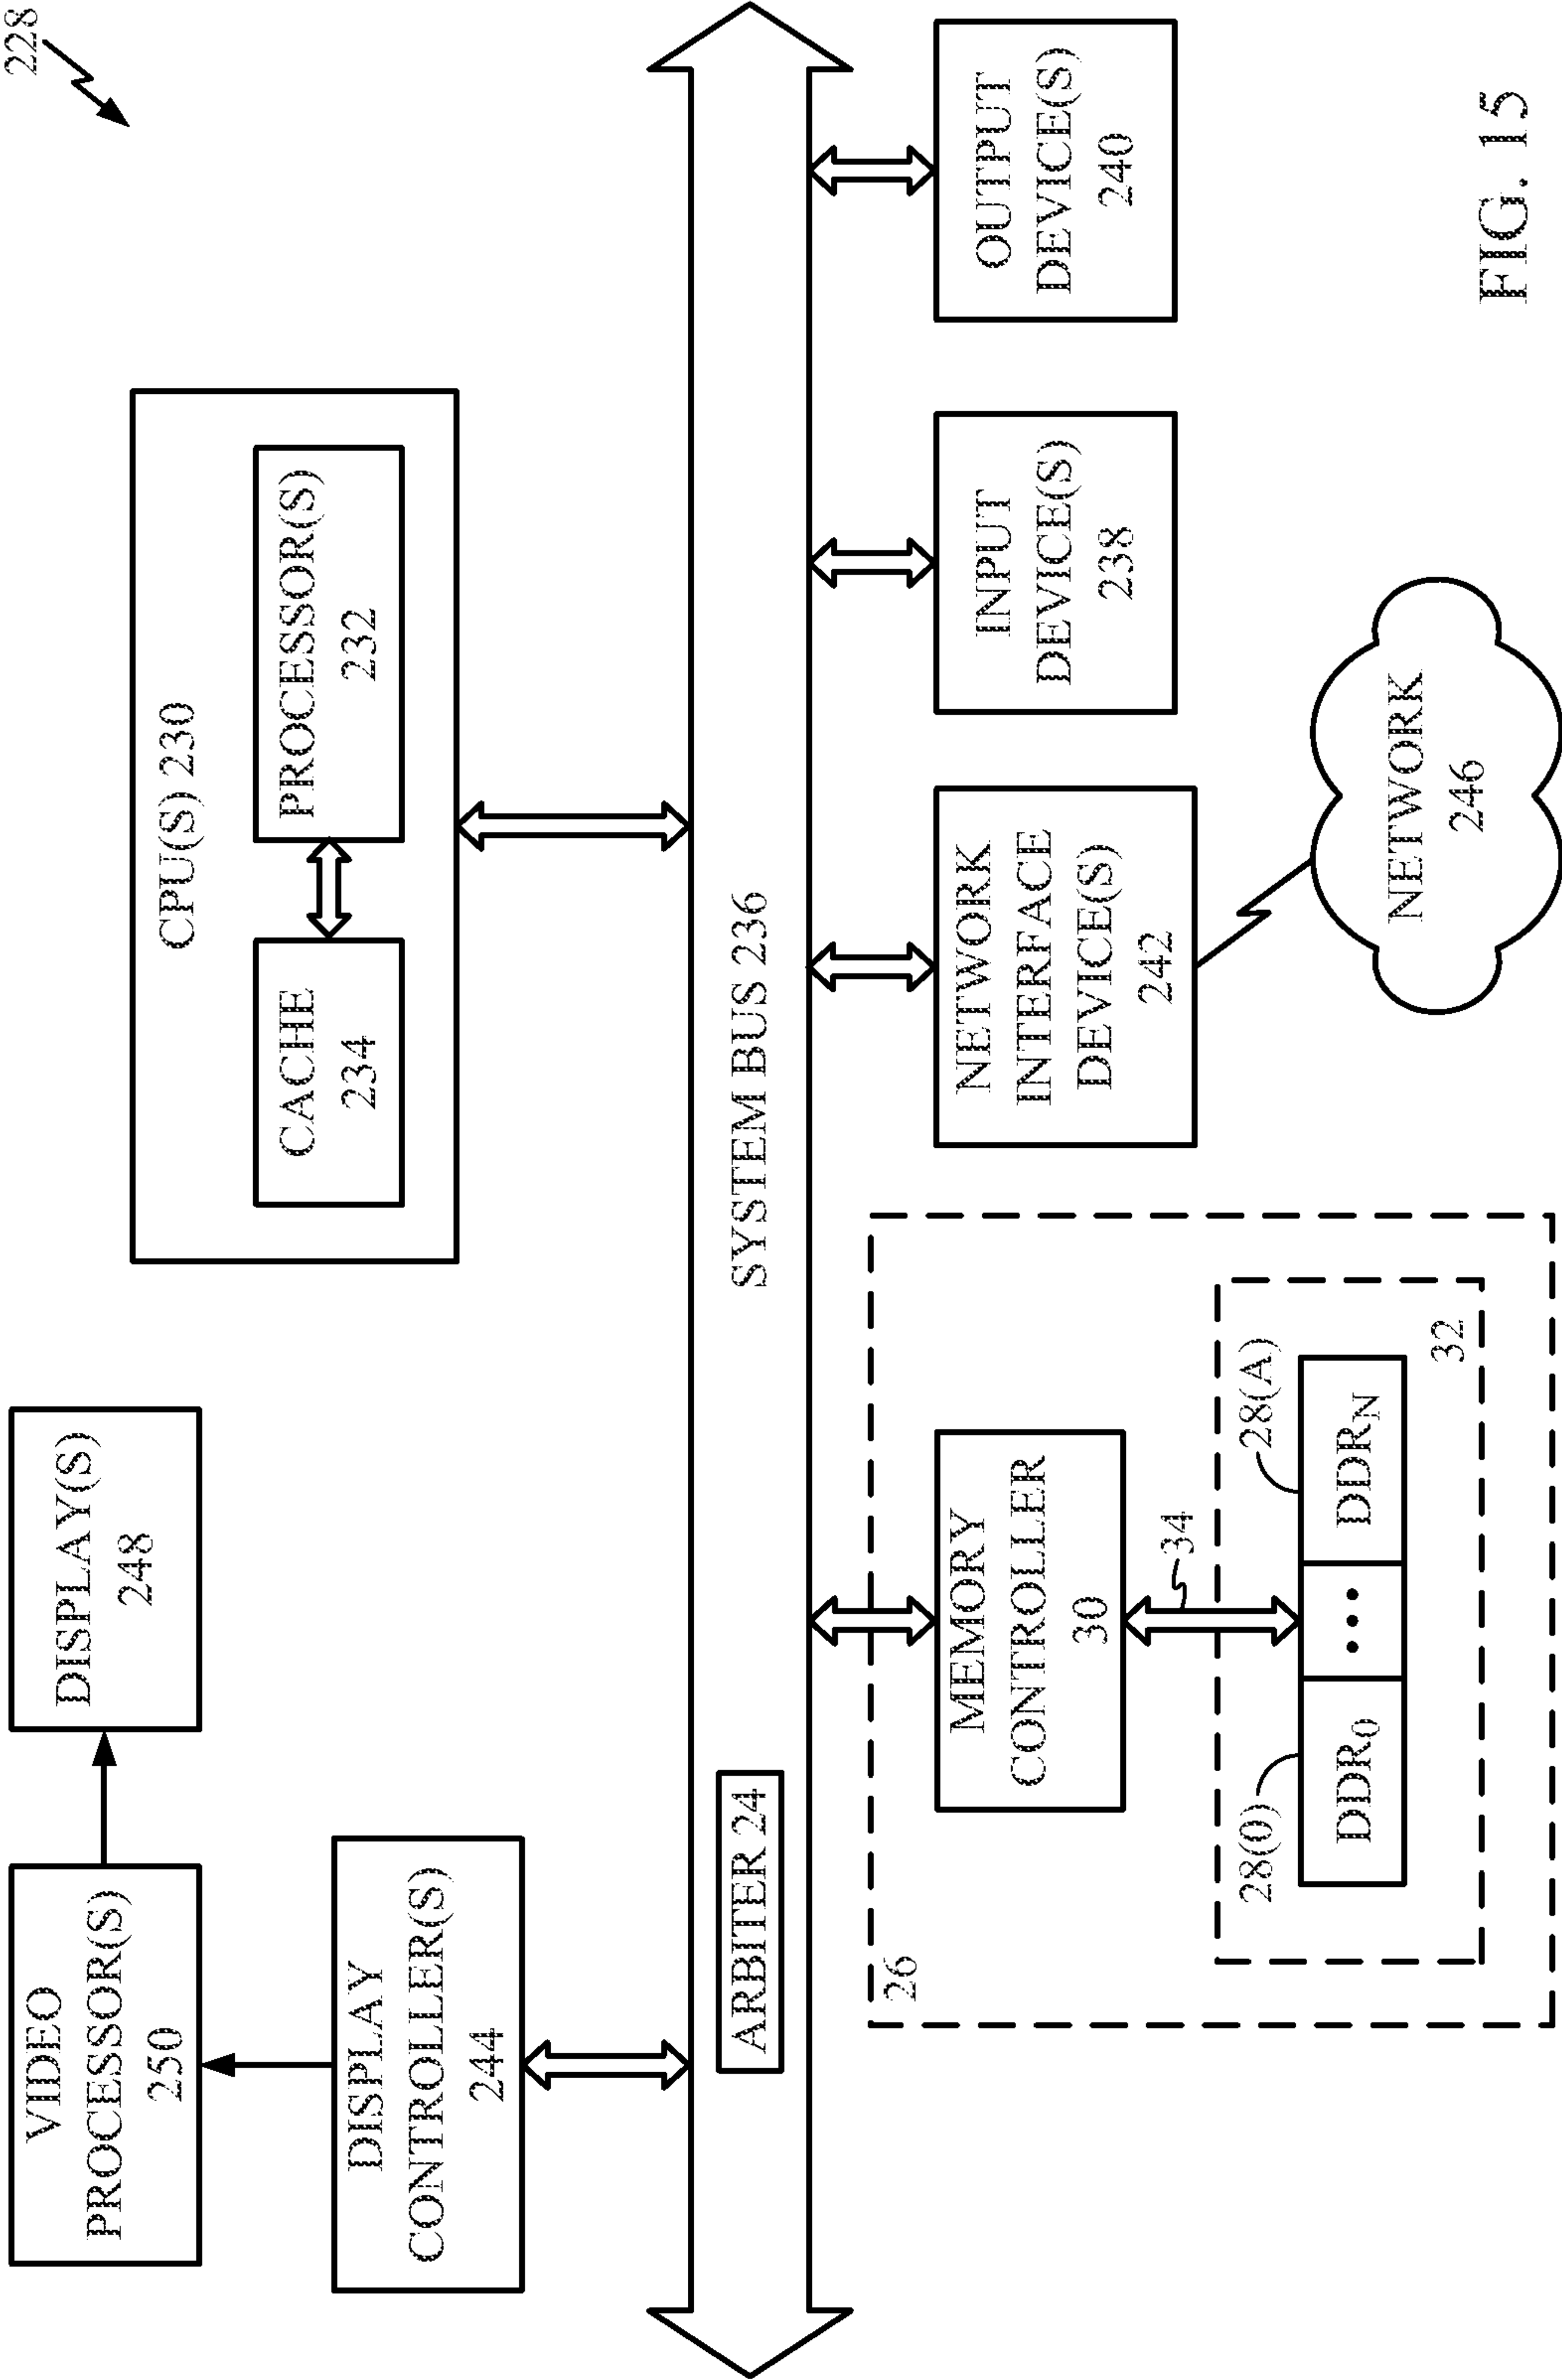 228
VIDEO
PROCESSOR(S)
250
DISPLAY(S)
248
DISPLAY
CONTROLLER(S)
244
CPU(S) 230
CACHE
234
PROCESSOR(S)
232
ARBITER 24
SYSTEM BUS 236
26
MEMORY
CONTROLLER
30
34
28(0)
28(A)
DDR0
•••
DDRN
32
NETWORK
INTERFACE
DEVICE(S)
242
INPUT
DEVICE(S)
238
OUTPUT
DEVICE(S)
240
NETWORK
246
FIG. 15